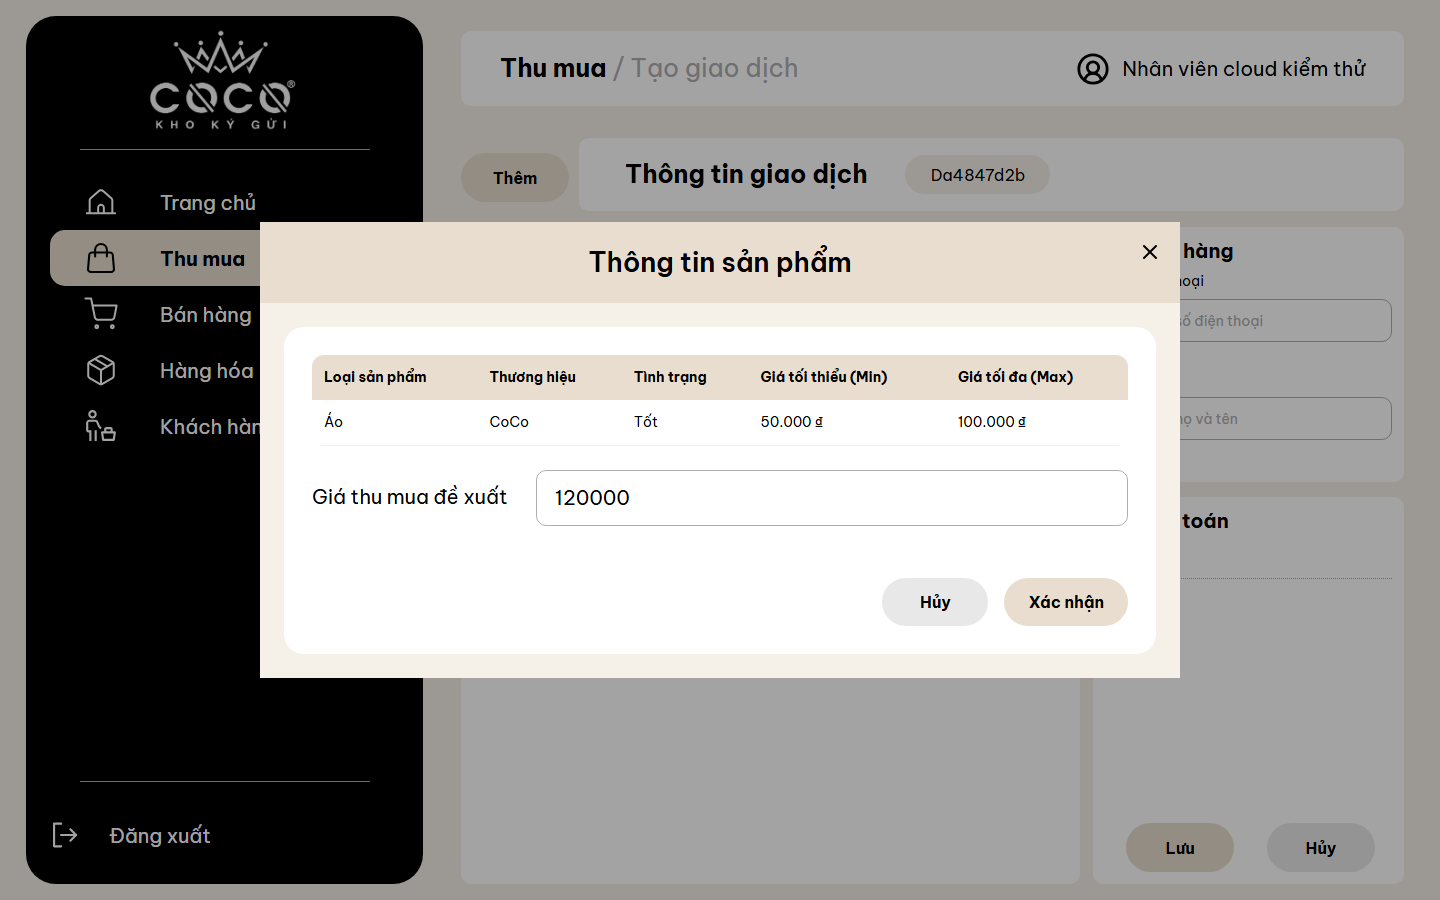 COCO®
KHO KÝ GỬI
Trang chủ
Thu mua
Bán hàng
Hàng hóa
Khách hàn
Đăng xuất
Thu mua / Tạo giao dịch
Nhân viên cloud kiểm thử
Thêm
Thông tin giao dịch
Da4847d2b
hàng
số điện thoại
họ và tên
toán
Lưu
Hủy
Thông tin sản phẩm
Loại sản phẩm Thương hiệu Tình trạng Giá tối thiểu (Min) Giá tối đa (Max)
Áo CoCo Tốt 50.000 ₫ 100.000 ₫
Giá thu mua đề xuất 120000
Hủy
Xác nhận